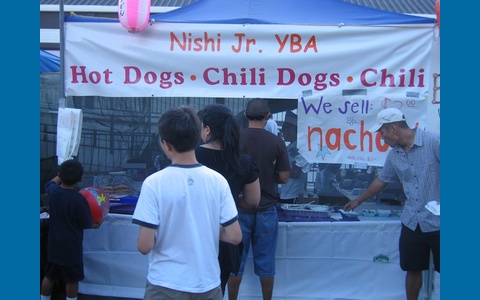 Nishi Jr. YBA
Hot Dogs • Chili Dogs • Chili
We sell:
nacho